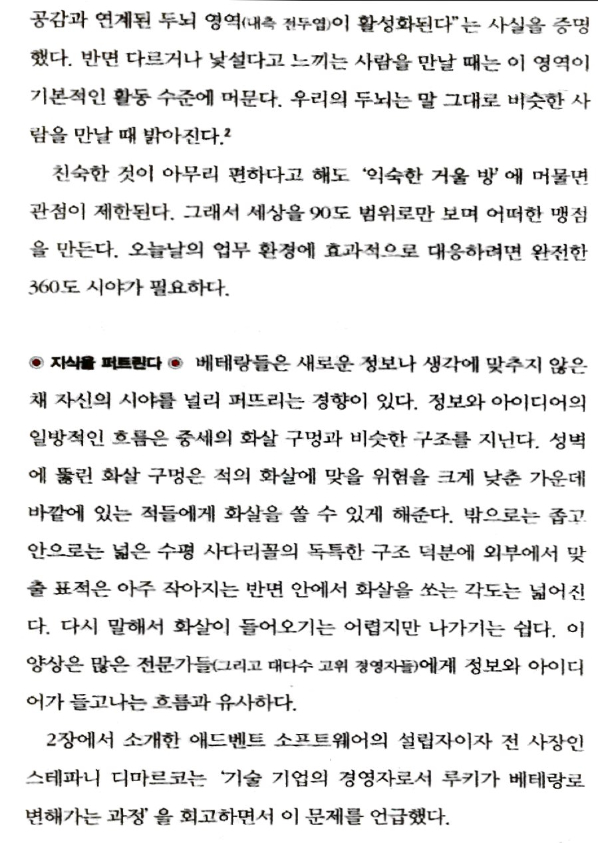 공감과 연계된 두뇌 영역(내측 전두엽)이 활성화된다”는 사실을 증명
했다. 반면 다르거나 낯설다고 느끼는 사람을 만날 때는 이 영역이
기본적인 활동 수준에 머문다. 우리의 두뇌는 말 그대로 비슷한 사
람을 만날 때 밝아진다.²
친숙한 것이 아무리 편하다고 해도 ‘익숙한 거울 방’에 머물면
관점이 제한된다. 그래서 세상을 90도 범위로만 보며 어떠한 맹점
을 만든다. 오늘날의 업무 환경에 효과적으로 대응하려면 완전한
360도 시야가 필요하다.
◉ 지식을 퍼트린다 ◉ 베테랑들은 새로운 정보나 생각에 맞추지 않은
채 자신의 시야를 널리 퍼뜨리는 경향이 있다. 정보와 아이디어의
일방적인 흐름은 중세의 화살 구멍과 비슷한 구조를 지닌다. 성벽
에 뚫린 화살 구멍은 적의 화살에 맞을 위험을 크게 낮춘 가운데
바깥에 있는 적들에게 화살을 쏠 수 있게 해준다. 밖으로는 좁고
안으로는 넓은 수평 사다리꼴의 독특한 구조 덕분에 외부에서 맞
출 표적은 아주 작아지는 반면 안에서 화살을 쏘는 각도는 넓어진
다. 다시 말해서 화살이 들어오기는 어렵지만 나가기는 쉽다. 이
양상은 많은 전문가들(그리고 대다수 고위 경영자들)에게 정보와 아이디
어가 들고나는 흐름과 유사하다.
2장에서 소개한 애드벤트 소프트웨어의 설립자이자 전 사장인
스테파니 디마르코는 ‘기술 기업의 경영자로서 루키가 베테랑로
변해가는 과정’을 회고하면서 이 문제를 언급했다.